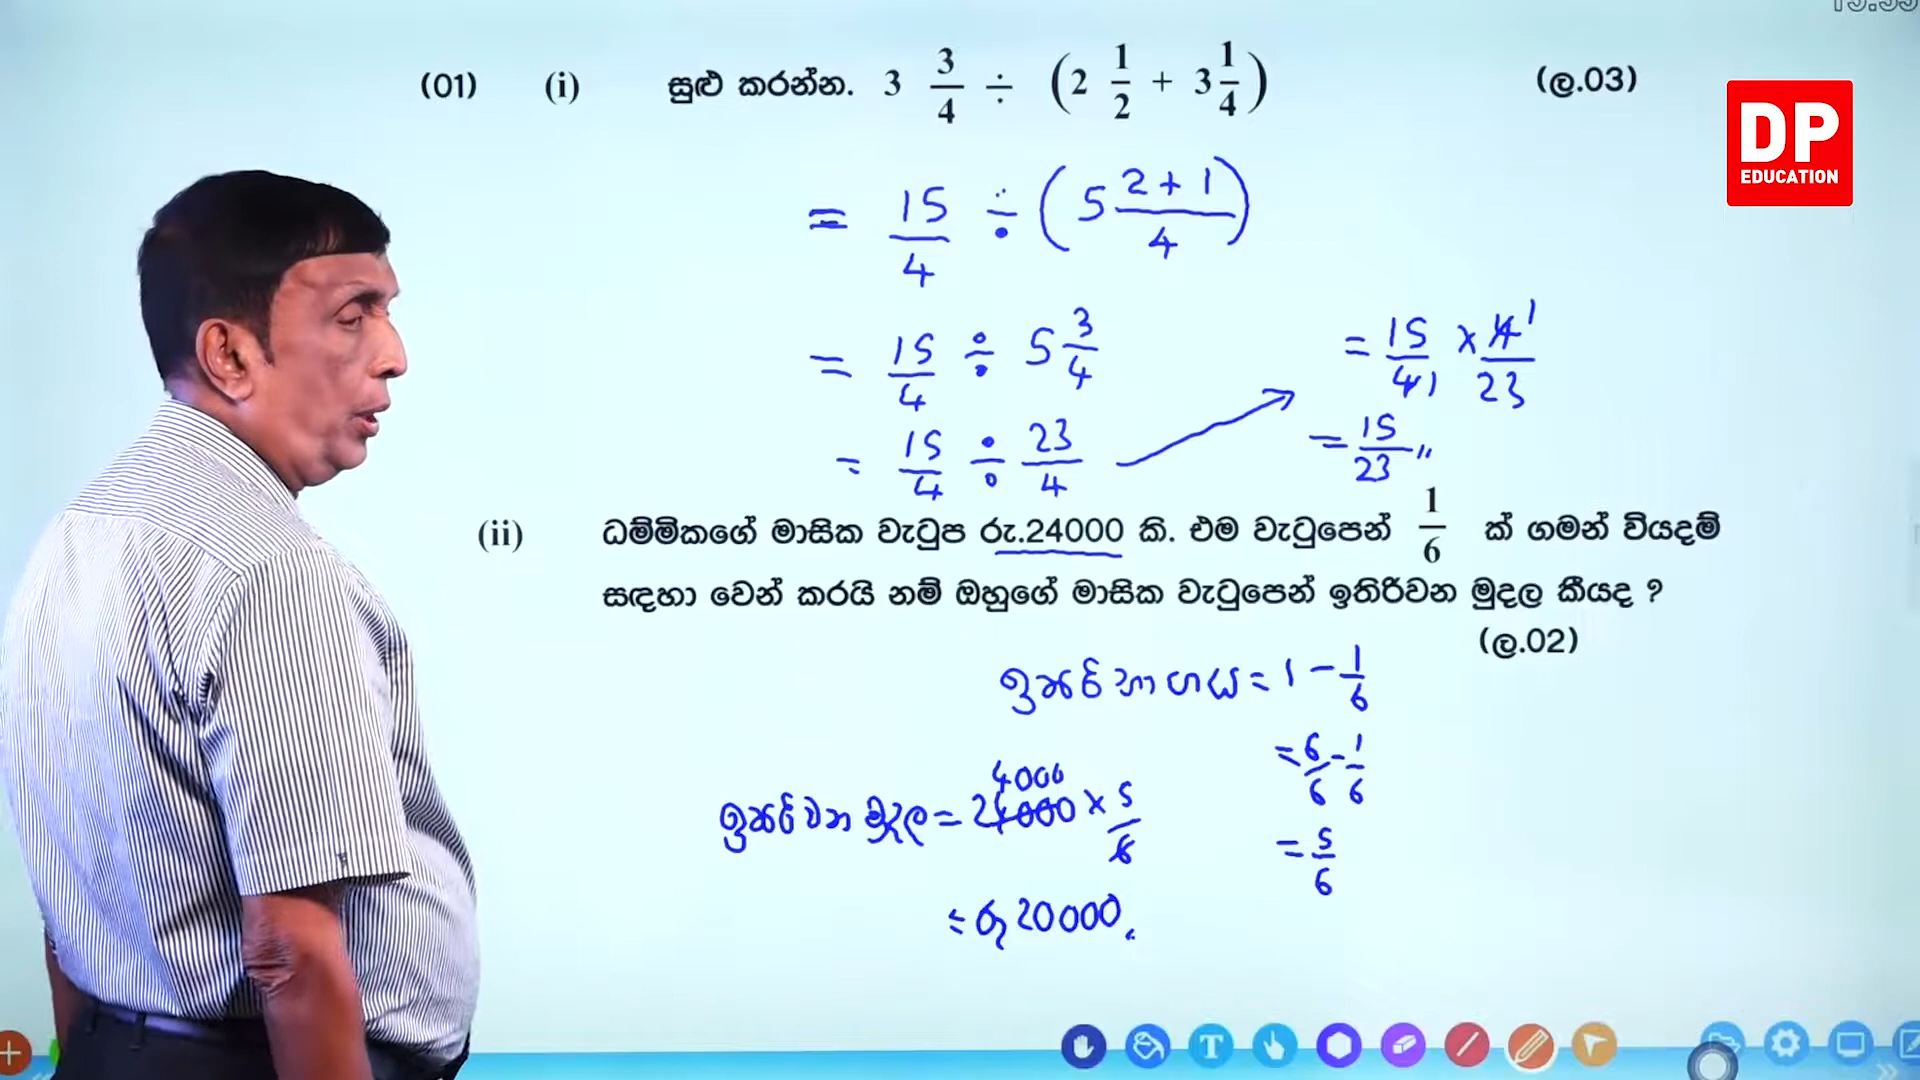 (01) (i) සුළු කරන්න. 3 3/4 ÷ (2 1/2 + 3 1/4) (ල.03)
DP
EDUCATION
= 15/4 ÷ (5 2+1/4)
= 15/4 ÷ 5 3/4
= 15/4 ÷ 23/4
= 15/4 1 × 4 1/23
= 15/23 ,,
(ii) ධම්මිකගේ මාසික වැටුප රු.24000 කි. එම වැටුපෙන් 1/6 ක් ගමන් වියදම්
සඳහා වෙන් කරයි නම් ඔහුගේ මාසික වැටුපෙන් ඉතිරිවන මුදල කීයද ?
(ල.02)
ඉතිරි භාගය = 1 - 1/6
= 6/6 - 1/6
= 5/6
4000
ඉතිරිවන මුදල = 24000 × 5/6
= රු 20000.
T